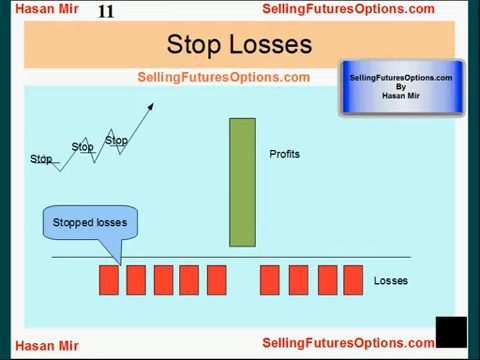 Hasan Mir
11
SellingFuturesOptions.com
Stop Losses
SellingFuturesOptions.com
SellingFuturesOptions.com
By
Hasan Mir
Stop
Stop
Stop
Profits
Stopped losses
Losses
Hasan Mir
SellingFuturesOptions.com